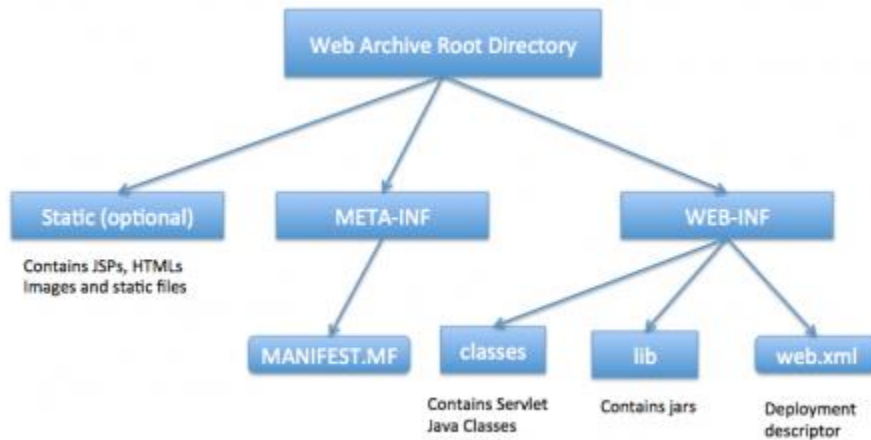 Web Archive Root Directory
Static (optional)
META-INF
WEB-INF
Contains JSPs, HTMLs
Images and static files
MANIFEST.MF
classes
lib
web.xml
Contains Servlet
Java Classes
Contains jars
Deployment
descriptor